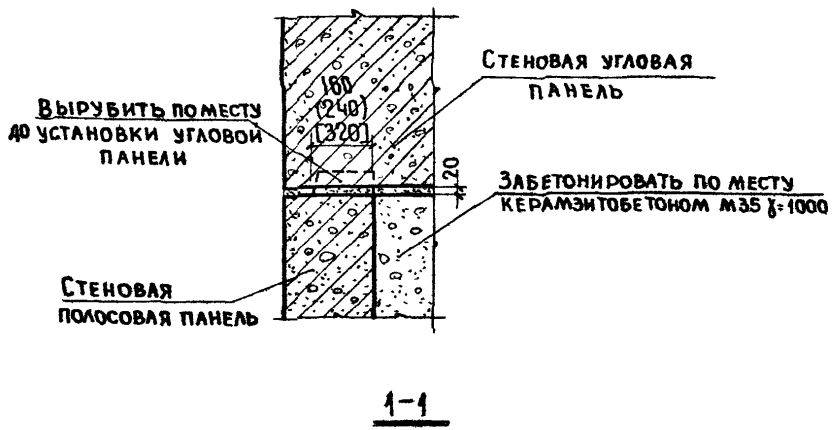 Стеновая угловая
панель
160
(240)
[320]
Вырубить по месту
до установки угловой
панели
20
Забетонировать по месту
керамзитобетоном М35 γ=1000
Стеновая
полосовая панель
1-1